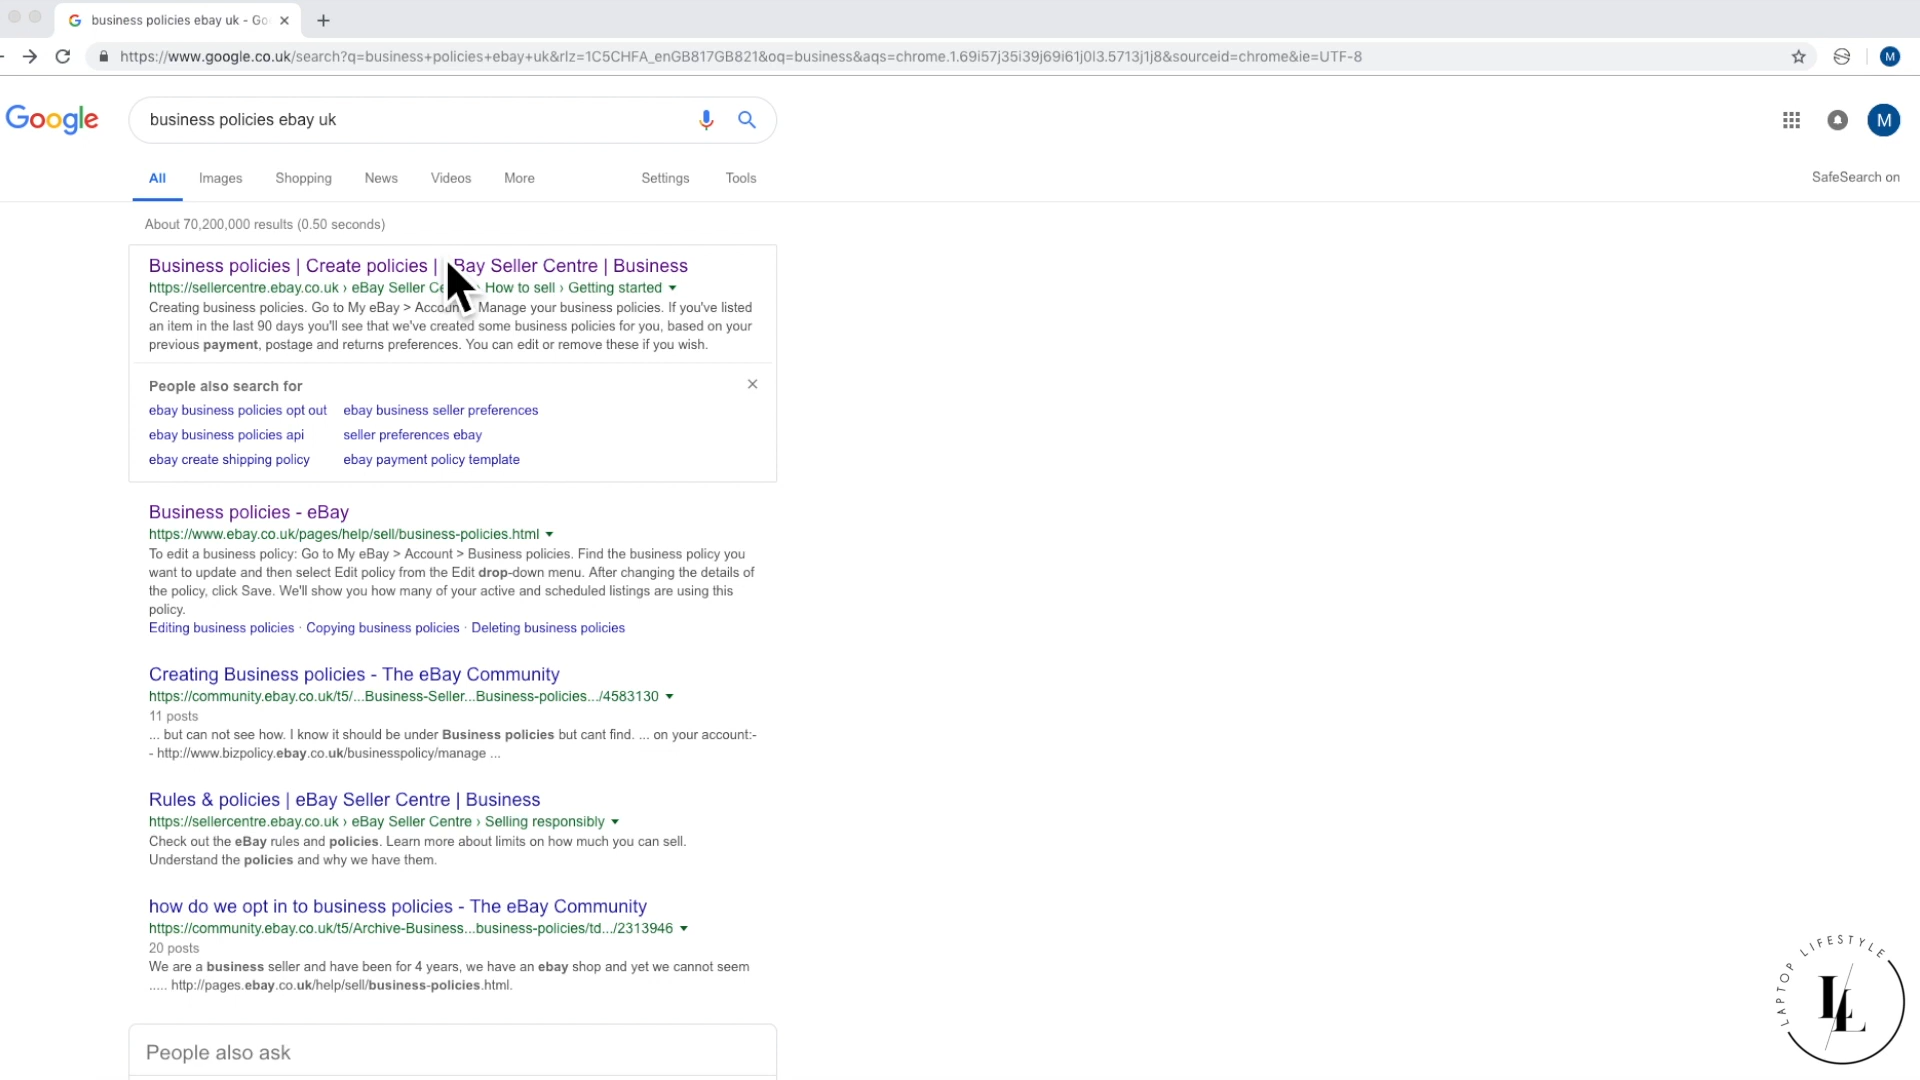 business policies ebay uk - Go
https://www.google.co.uk/search?q=business+policies+ebay+uk&rlz=1C5CHFA_enGB817GB821&oq=business&aqs=chrome.1.69i57j35i39j69i61j0l3.5713j1j8&sourceid=chrome&ie=UTF-8
M
Google
business policies ebay uk
M
All Images Shopping News Videos More Settings Tools
SafeSearch on
About 70,200,000 results (0.50 seconds)
Business policies | Create policies | Bay Seller Centre | Business
https://sellercentre.ebay.co.uk › eBay Seller Ce › How to sell › Getting started
Creating business policies. Go to My eBay > Accoun Manage your business policies. If you've listed
an item in the last 90 days you'll see that we've created some business policies for you, based on your
previous payment, postage and returns preferences. You can edit or remove these if you wish.
People also search for
ebay business policies opt out ebay business seller preferences
ebay business policies api seller preferences ebay
ebay create shipping policy ebay payment policy template
Business policies - eBay
https://www.ebay.co.uk/pages/help/sell/business-policies.html
To edit a business policy: Go to My eBay > Account > Business policies. Find the business policy you
want to update and then select Edit policy from the Edit drop-down menu. After changing the details of
the policy, click Save. We'll show you how many of your active and scheduled listings are using this
policy.
Editing business policies · Copying business policies · Deleting business policies
Creating Business policies - The eBay Community
https://community.ebay.co.uk/t5/...Business-Seller...Business-policies.../4583130
11 posts
... but can not see how. I know it should be under Business policies but cant find. ... on your account:-
- http://www.bizpolicy.ebay.co.uk/businesspolicy/manage ...
Rules & policies | eBay Seller Centre | Business
https://sellercentre.ebay.co.uk › eBay Seller Centre › Selling responsibly
Check out the eBay rules and policies. Learn more about limits on how much you can sell.
Understand the policies and why we have them.
how do we opt in to business policies - The eBay Community
https://community.ebay.co.uk/t5/Archive-Business...business-policies/td.../2313946
20 posts
We are a business seller and have been for 4 years, we have an ebay shop and yet we cannot seem
..... http://pages.ebay.co.uk/help/sell/business-policies.html.
People also ask
LAPTOP LIFESTYLE
LL